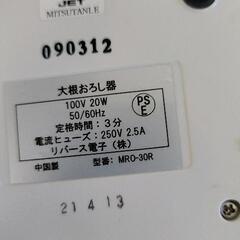 JET
MITSUTANLE
090312
大根おろし器
100V 20W
50/60Hz
PS
E
定格時間：３分
電流ヒューズ：250V 2.5A
リバース電子（株）
中国製 型番：MRO-30R
21413